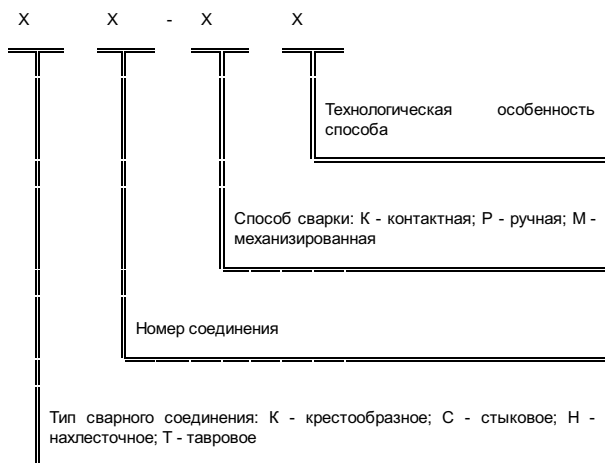 Х Х - Х Х
Технологическая особенность
способа
Способ сварки: К - контактная; Р - ручная; М -
механизированная
Номер соединения
Тип сварного соединения: К - крестообразное; С - стыковое; Н -
нахлесточное; Т - тавровое